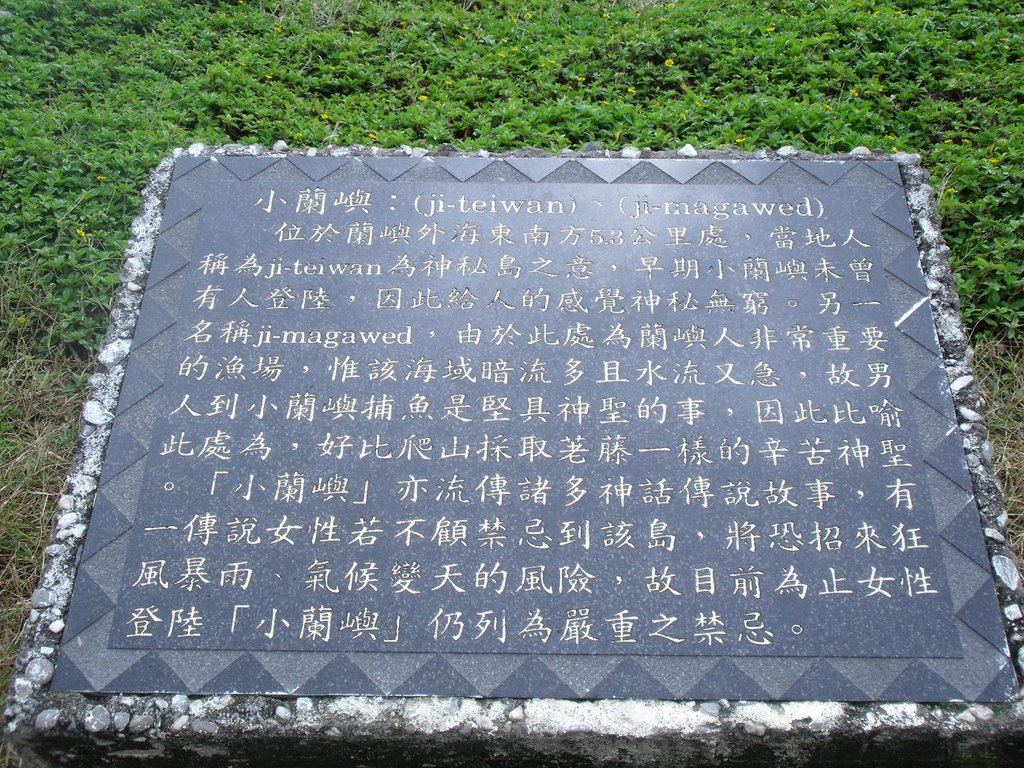 小蘭嶼：(ji-teiwan)、(ji-magawed)
位於蘭嶼外海東南方5.3公里處，當地人
稱為ji-teiwan為神秘島之意，早期小蘭嶼未曾
有人登陸，因此給人的感覺神秘無窮。另一
名稱ji-magawed，由於此處為蘭嶼人非常重要
的漁場，惟該海域暗流多且水流又急，故男
人到小蘭嶼捕魚是堅具神聖的事，因此比喻
此處為，好比爬山採取荖藤一樣的辛苦神聖
。「小蘭嶼」亦流傳諸多神話傳說故事，有
一傳說女性若不顧禁忌到該島，將恐招來狂
風暴雨、氣候變天的風險，故目前為止女性
登陸「小蘭嶼」仍列為嚴重之禁忌。